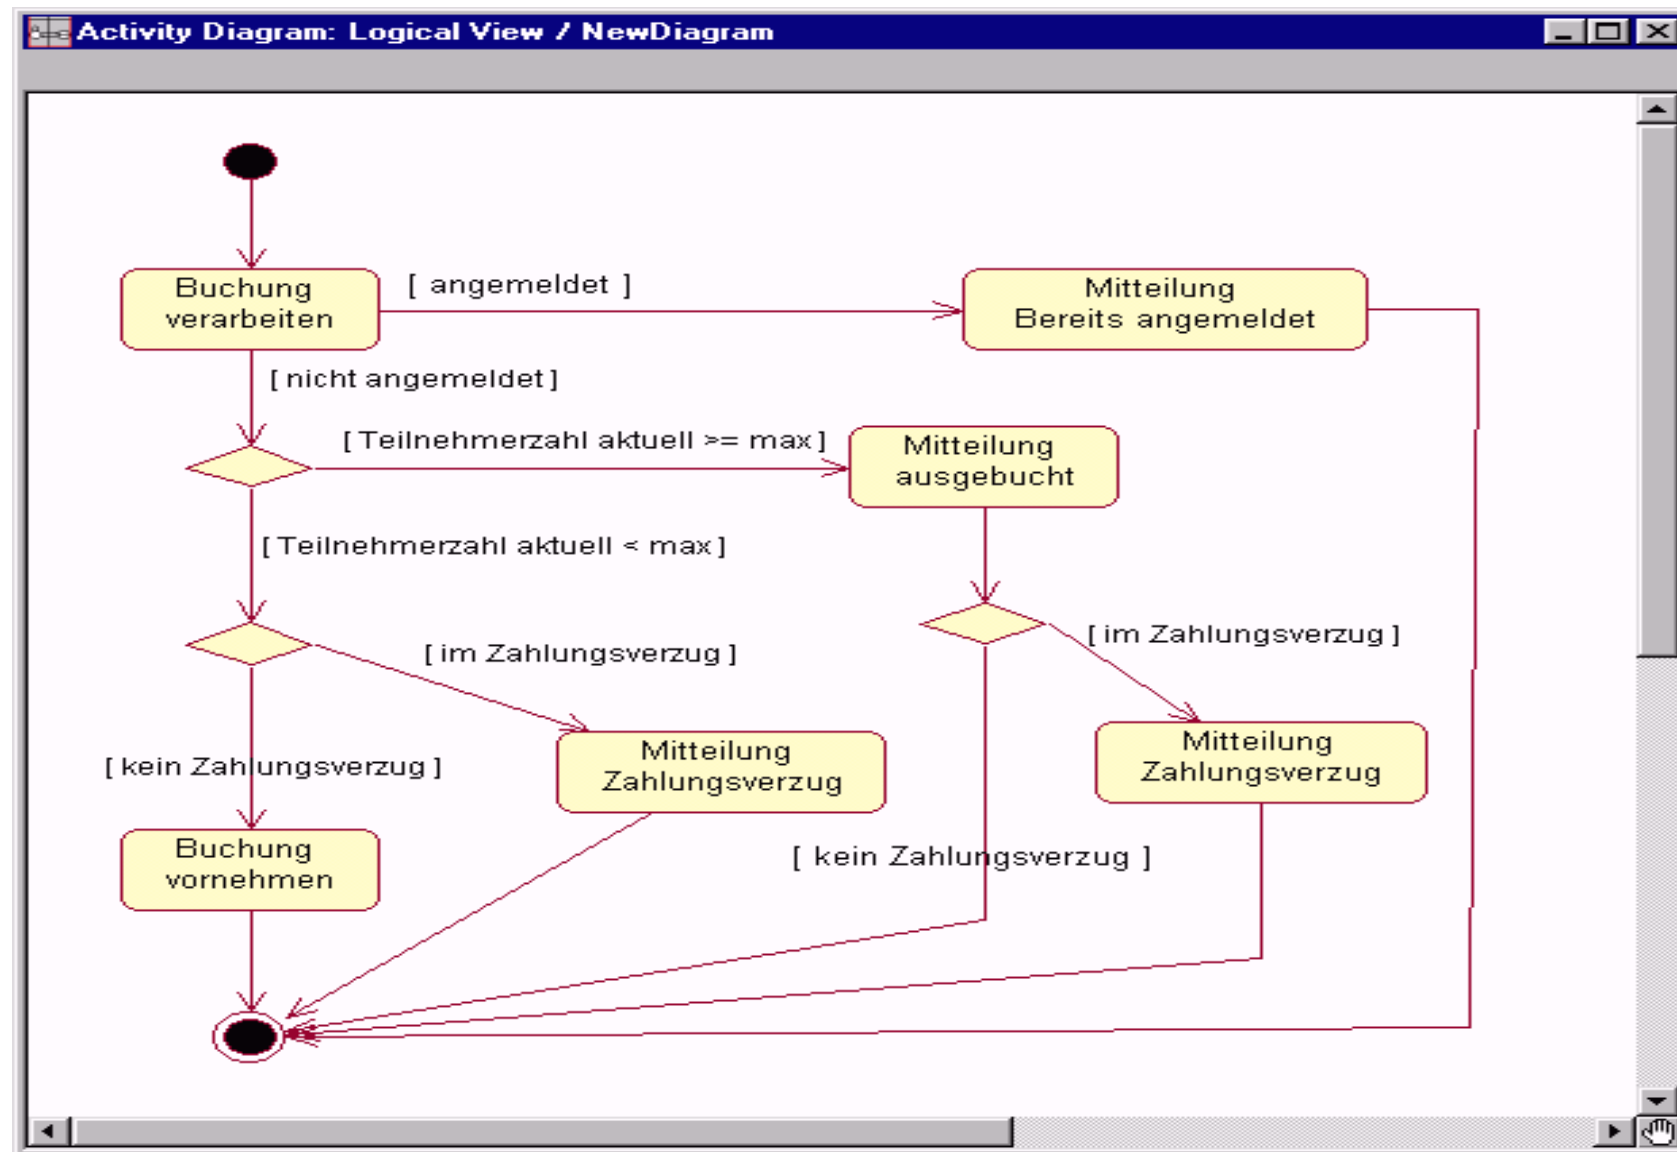 Activity Diagram: Logical View / NewDiagram
Buchung
verarbeiten
[ angemeldet ]
Mitteilung
Bereits angemeldet
[ nicht angemeldet ]
[ Teilnehmerzahl aktuell >= max ]
Mitteilung
ausgebucht
[ Teilnehmerzahl aktuell < max ]
[ im Zahlungsverzug ]
[ im Zahlungsverzug ]
Mitteilung
Zahlungsverzug
Mitteilung
Zahlungsverzug
[ kein Zahlungsverzug ]
Buchung
vornehmen
[ kein Zahlungsverzug ]